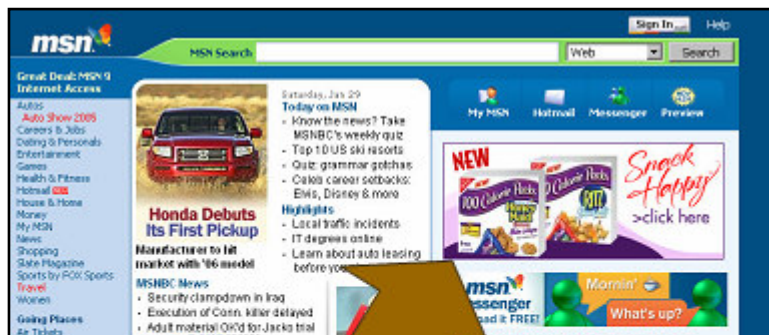 Sign In
Help
msn
MSN Search
Web
Search
Great Deal: MSN 9
Internet Access
Autos
Auto Show 2005
Careers & Jobs
Dating & Personals
Entertainment
Games
Health & Fitness
Hotmail
House & Home
Money
My MSN
News
Shopping
Slate Magazine
Sports by FOX Sports
Travel
Women
Going Places
Air Tickets
Honda Debuts
Its First Pickup
Manufacturer to hit
market with '06 model
MSNBC News
- Security clampdown in Iraq
- Execution of Conn. killer delayed
- Adult material OK'd for Jacko trial
Saturday, Jan 29
Today on MSN
- Know the news? Take
MSNBC's weekly quiz
- Top 10 US ski resorts
- Quiz: grammar gotchas
- Celeb career setbacks:
Elvis, Disney & more
Highlights
- Local traffic incidents
- IT degrees online
- Learn about auto leasing
before
My MSN
Hotmail
Messenger
Preview
NEW
100 Calorie Packs
Honey
Maid
Calorie Packs
RITZ
Snack
Happy
>click here
msn
FREE!
Mornin'
What's up?